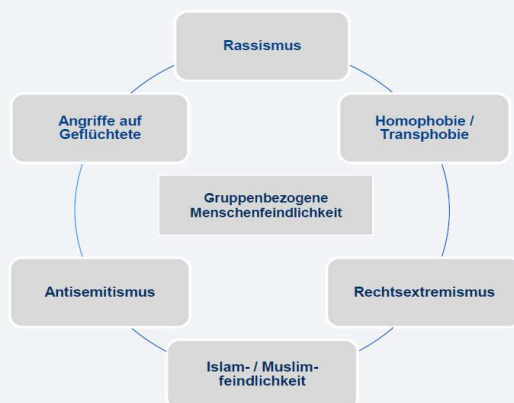 Rassismus
Angriffe auf
Geflüchtete
Homophobie /
Transphobie
Gruppenbezogene
Menschenfeindlichkeit
Antisemitismus
Rechtsextremismus
Islam- / Muslim-
feindlichkeit